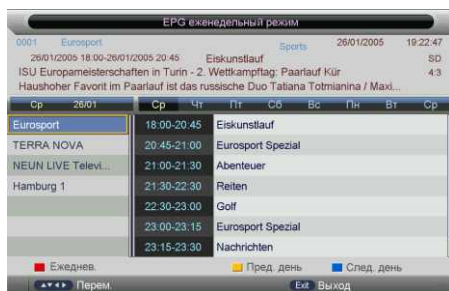 EPG еженедельный режим
0001 Eurosport Sports 26/01/2005 19:22:47
26/01/2005 18:00-26/01/2005 20:45 Eiskunstlauf SD
ISU Europameisterschaften in Turin - 2. Wettkampftag: Paarlauf Kür 4:3
Haushoher Favorit im Paarlauf ist das russische Duo Tatiana Totmianina / Maxi...
Ср 26/01 Ср Чт Пт Сб Вс Пн Вт Ср
Eurosport 18:00-20:45 Eiskunstlauf
TERRA NOVA 20:45-21:00 Eurosport Spezial
NEUN LIVE Televi... 21:00-21:30 Abenteuer
Hamburg 1 21:30-22:30 Reiten
22:30-23:00 Golf
23:00-23:15 Eurosport Spezial
23:15-23:30 Nachrichten
Ежеднев. Пред. день След. день
Перем. Exit Выход